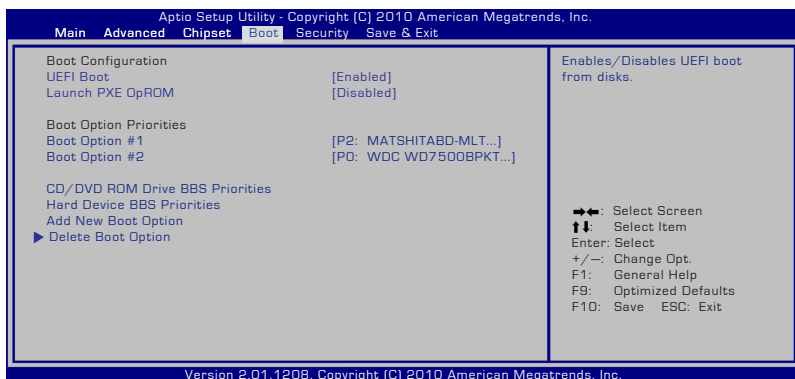 Aptio Setup Utility - Copyright (C) 2010 American Megatrends, Inc.
Main Advanced Chipset Boot Security Save & Exit
Boot Configuration
UEFI Boot [Enabled]
Launch PXE OpROM [Disabled]
Boot Option Priorities
Boot Option #1 [P2: MATSHITABD-MLT...]
Boot Option #2 [P0: WDC WD7500BPKT...]
CD/DVD ROM Drive BBS Priorities
Hard Device BBS Priorities
Add New Boot Option
Delete Boot Option
Enables/Disables UEFI boot
from disks.
→←: Select Screen
↑↓: Select Item
Enter: Select
+/—: Change Opt.
F1: General Help
F9: Optimized Defaults
F10: Save ESC: Exit
Version 2.01.1208. Copyright (C) 2010 American Megatrends, Inc.